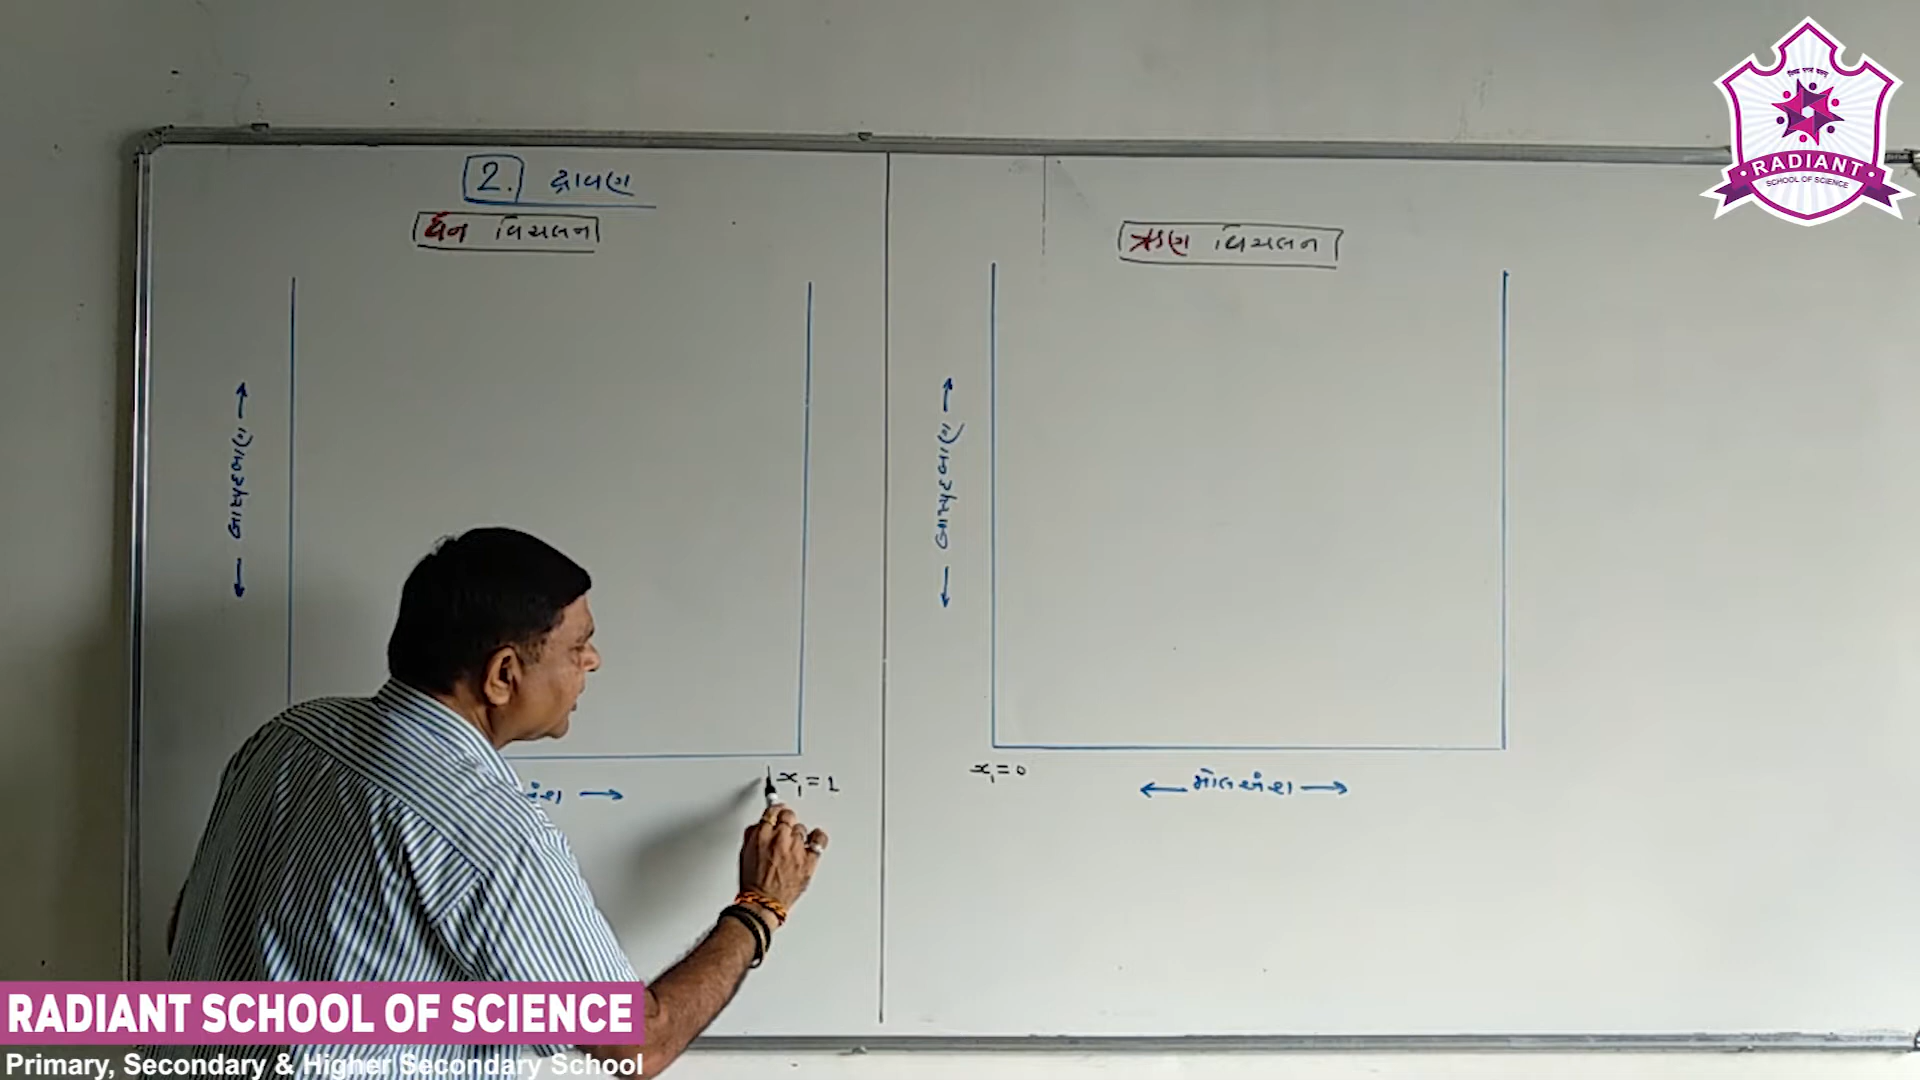 2. દ્રાવણ
ધન વિચલન
ઋણ વિચલન
← બાષ્પદબાણ →
← બાષ્પદબાણ →
અંશ →
x₁ = 1
x₁ = 0
← મોલઅંશ →
RADIANT
SCHOOL OF SCIENCE
RADIANT SCHOOL OF SCIENCE
Primary, Secondary & Higher Secondary School